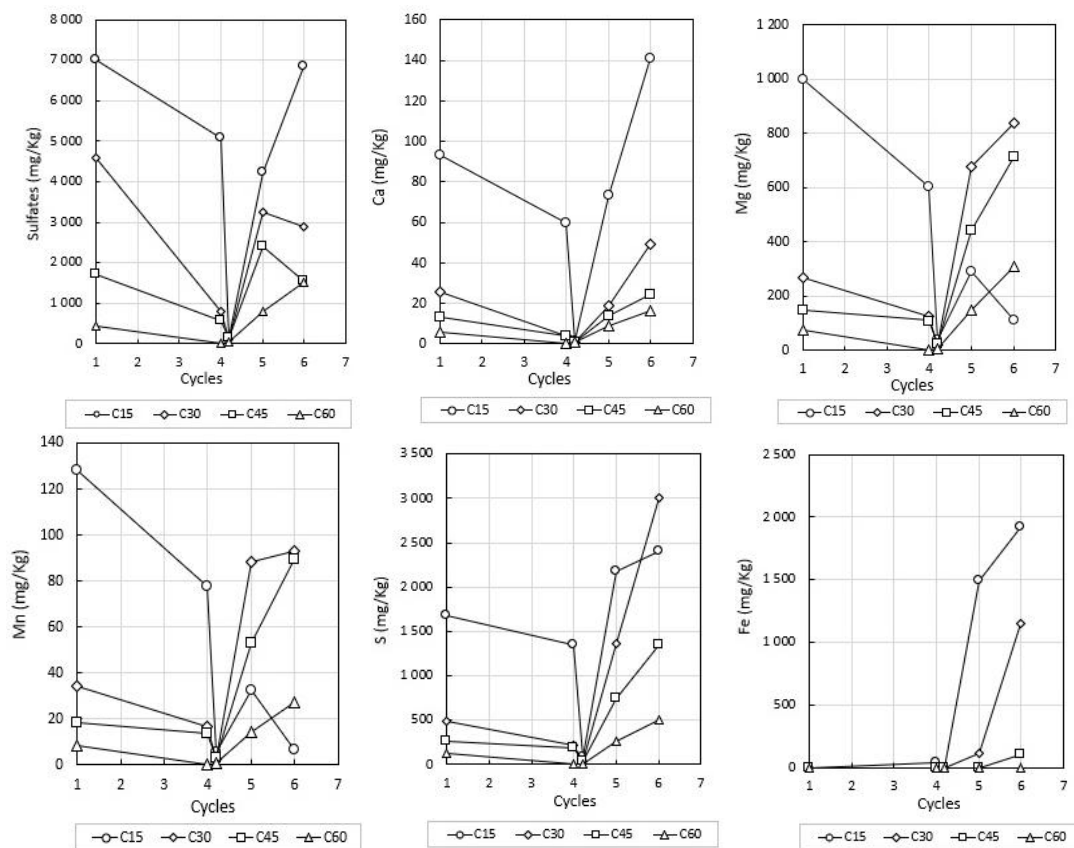 Sulfates (mg/Kg)
8 000
7 000
6 000
5 000
4 000
3 000
2 000
1 000
0
1 2 3 4 5 6 7
Cycles
C15 C30 C45 C60
Ca (mg/Kg)
160
140
120
100
80
60
40
20
0
1 2 3 4 5 6 7
Cycles
C15 C30 C45 C60
Mg (mg/Kg)
1 200
1 000
800
600
400
200
0
1 2 3 4 5 6 7
Cycles
C15 C30 C45 C60
Mn (mg/Kg)
140
120
100
80
60
40
20
0
1 2 3 4 5 6 7
Cycles
C15 C30 C45 C60
S (mg/Kg)
3 500
3 000
2 500
2 000
1 500
1 000
500
0
1 2 3 4 5 6 7
Cycles
C15 C30 C45 C60
Fe (mg/Kg)
2 500
2 000
1 500
1 000
500
0
1 2 3 4 5 6 7
Cycles
C15 C30 C45 C60